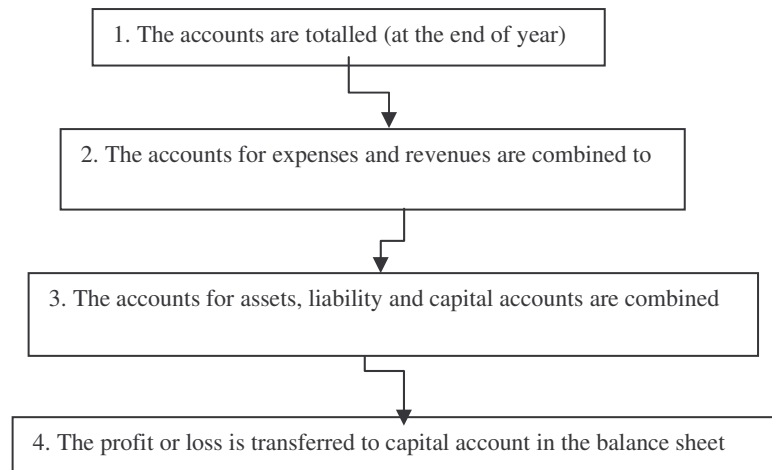 1. The accounts are totalled (at the end of year)
2. The accounts for expenses and revenues are combined to
3. The accounts for assets, liability and capital accounts are combined
4. The profit or loss is transferred to capital account in the balance sheet